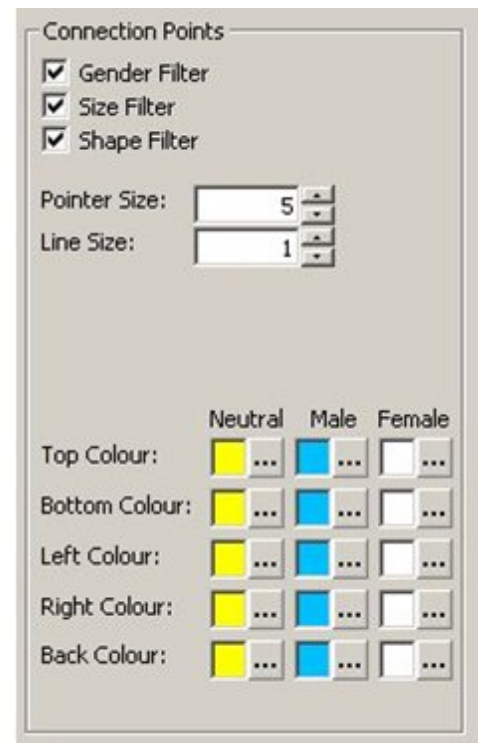 Connection Points
Gender Filter
Size Filter
Shape Filter
Pointer Size: 5
Line Size: 1
Neutral Male Female
Top Colour: ... ... ...
Bottom Colour: ... ... ...
Left Colour: ... ... ...
Right Colour: ... ... ...
Back Colour: ... ... ...